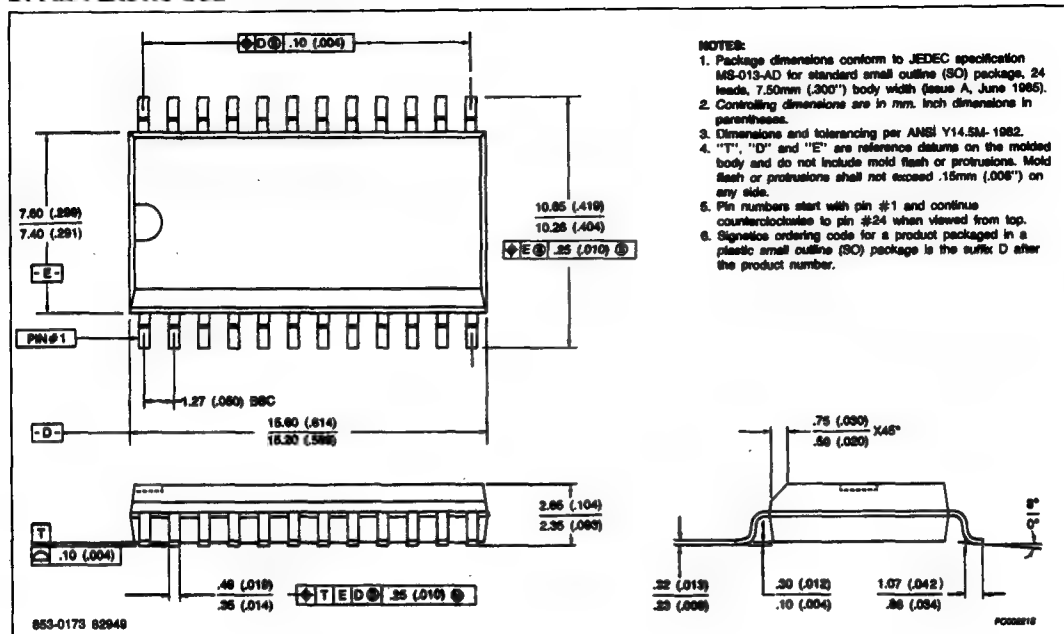 D Ⓢ .10 (.004)
NOTES:
1. Package dimensions conform to JEDEC specification
MS-013-AD for standard small outline (SO) package, 24
leads, 7.50mm (.300") body width (issue A, June 1985).
2. Controlling dimensions are in mm. Inch dimensions in
parentheses.
3. Dimensions and tolerancing per ANSI Y14.5M-1982.
4. "T", "D" and "E" are reference datums on the molded
body and do not include mold flash or protrusions. Mold
flash or protrusions shall not exceed .15mm (.006") on
any side.
5. Pin numbers start with pin #1 and continue
counterclockwise to pin #24 when viewed from top.
6. Signetics ordering code for a product packaged in a
plastic small outline (SO) package is the suffix D after
the product number.
7.60 (.299)
7.40 (.291)
-E-
10.65 (.419)
10.26 (.404)
E Ⓢ .25 (.010) Ⓢ
PIN #1
1.27 (.050) BSC
-D-
15.60 (.614)
15.20 (.599)
.75 (.030)
.50 (.020)
X45°
2.65 (.104)
2.35 (.093)
T
.10 (.004)
8°
0°
.49 (.019)
.35 (.014)
T E D Ⓢ .25 (.010) Ⓢ
.32 (.013)
.23 (.009)
.30 (.012)
.10 (.004)
1.07 (.042)
.86 (.034)
853-0173 82949